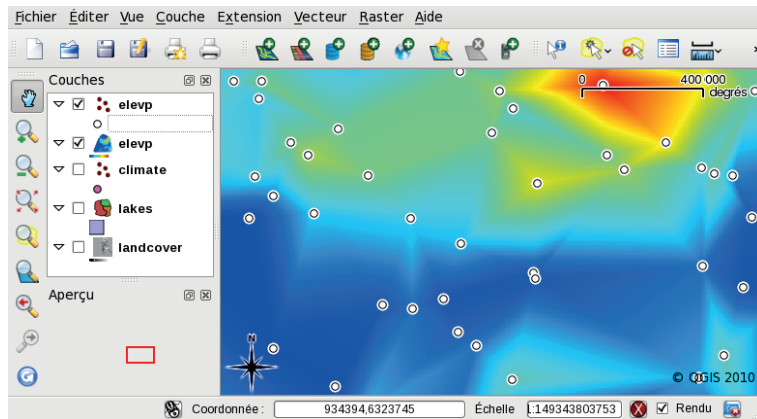 Fichier Éditer Vue Couche Extension Vecteur Raster Aide
Couches
elevp
elevp
climate
lakes
landcover
Aperçu
0 400 000
degrés
N
© QGIS 2010
Coordonnée : 934394,6323745 Échelle 1:149343803753 Rendu